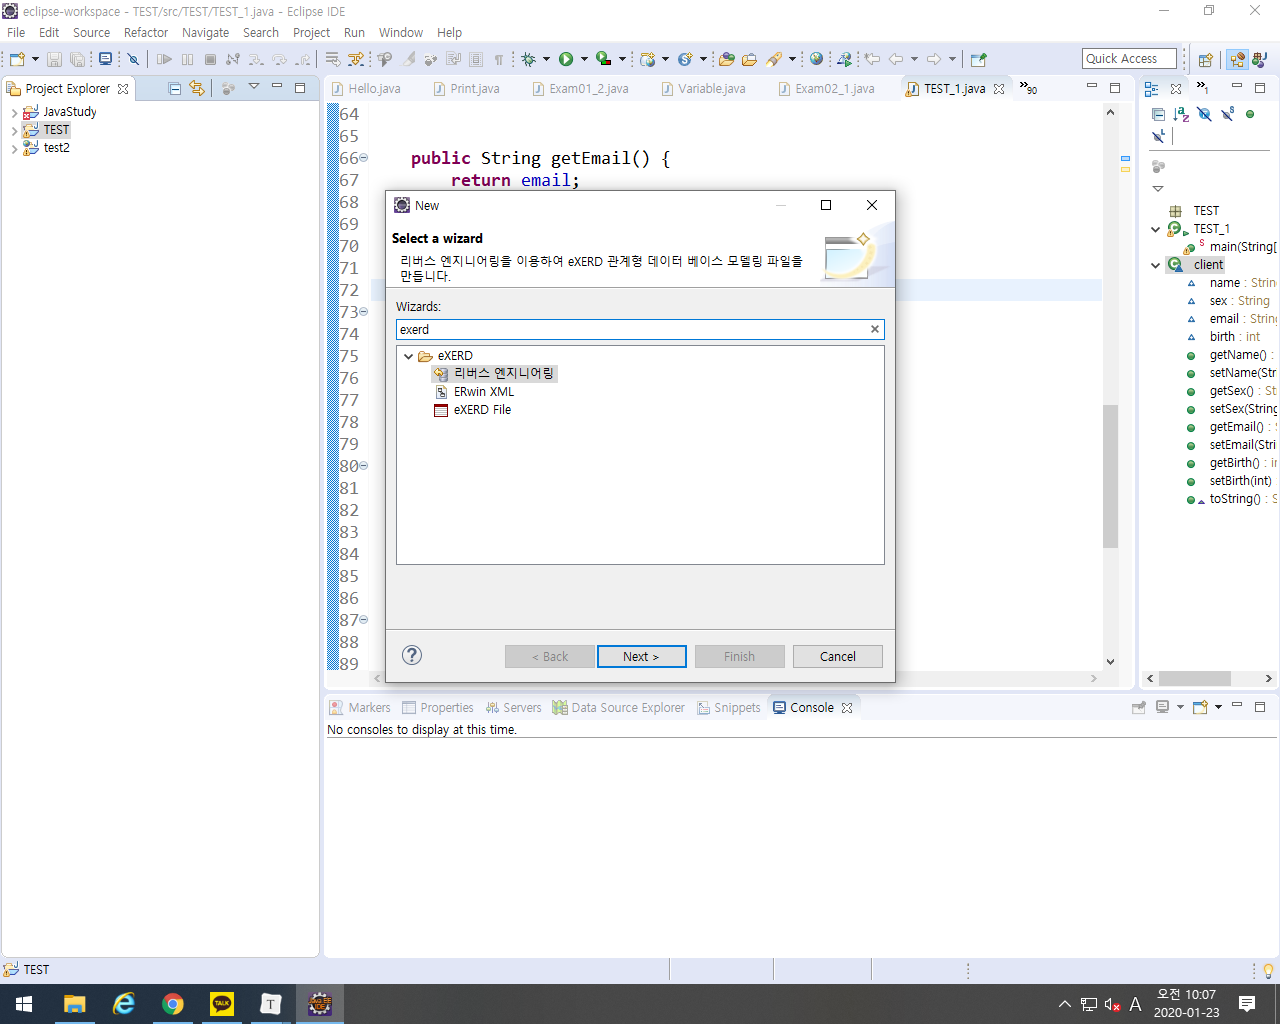 eclipse-workspace - TEST/src/TEST/TEST_1.java - Eclipse IDE
File Edit Source Refactor Navigate Search Project Run Window Help
Quick Access
Project Explorer
JavaStudy
TEST
test2
Hello.java Print.java Exam01_2.java Variable.java Exam02_1.java TEST_1.java »90
64
65
66 public String getEmail() {
67 return email;
68
69
70
71
72
73
74
75
76
77
78
79
80
81
82
83
84
85
86
87
88
89
New
Select a wizard
리버스 엔지니어링을 이용하여 eXERD 관계형 데이터 베이스 모델링 파일을
만듭니다.
Wizards:
exerd
eXERD
리버스 엔지니어링
ERwin XML
eXERD File
< Back Next > Finish Cancel
»1
TEST
TEST_1
main(String[
client
name : Strin
sex : String
email : String
birth : int
getName() :
setName(Str
getSex() : St
setSex(String
getEmail() :
setEmail(Stri
getBirth() : in
setBirth(int)
toString() : S
Markers Properties Servers Data Source Explorer Snippets Console
No consoles to display at this time.
TEST
TALK
T
Java EE
IDE
A
오전 10:07
2020-01-23